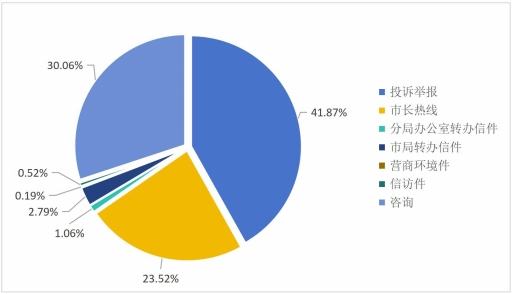 30.06%
41.87%
0.52%
0.19%
2.79%
1.06%
23.52%
投诉举报
市长热线
分局办公室转办信件
市局转办信件
营商环境件
信访件
咨询